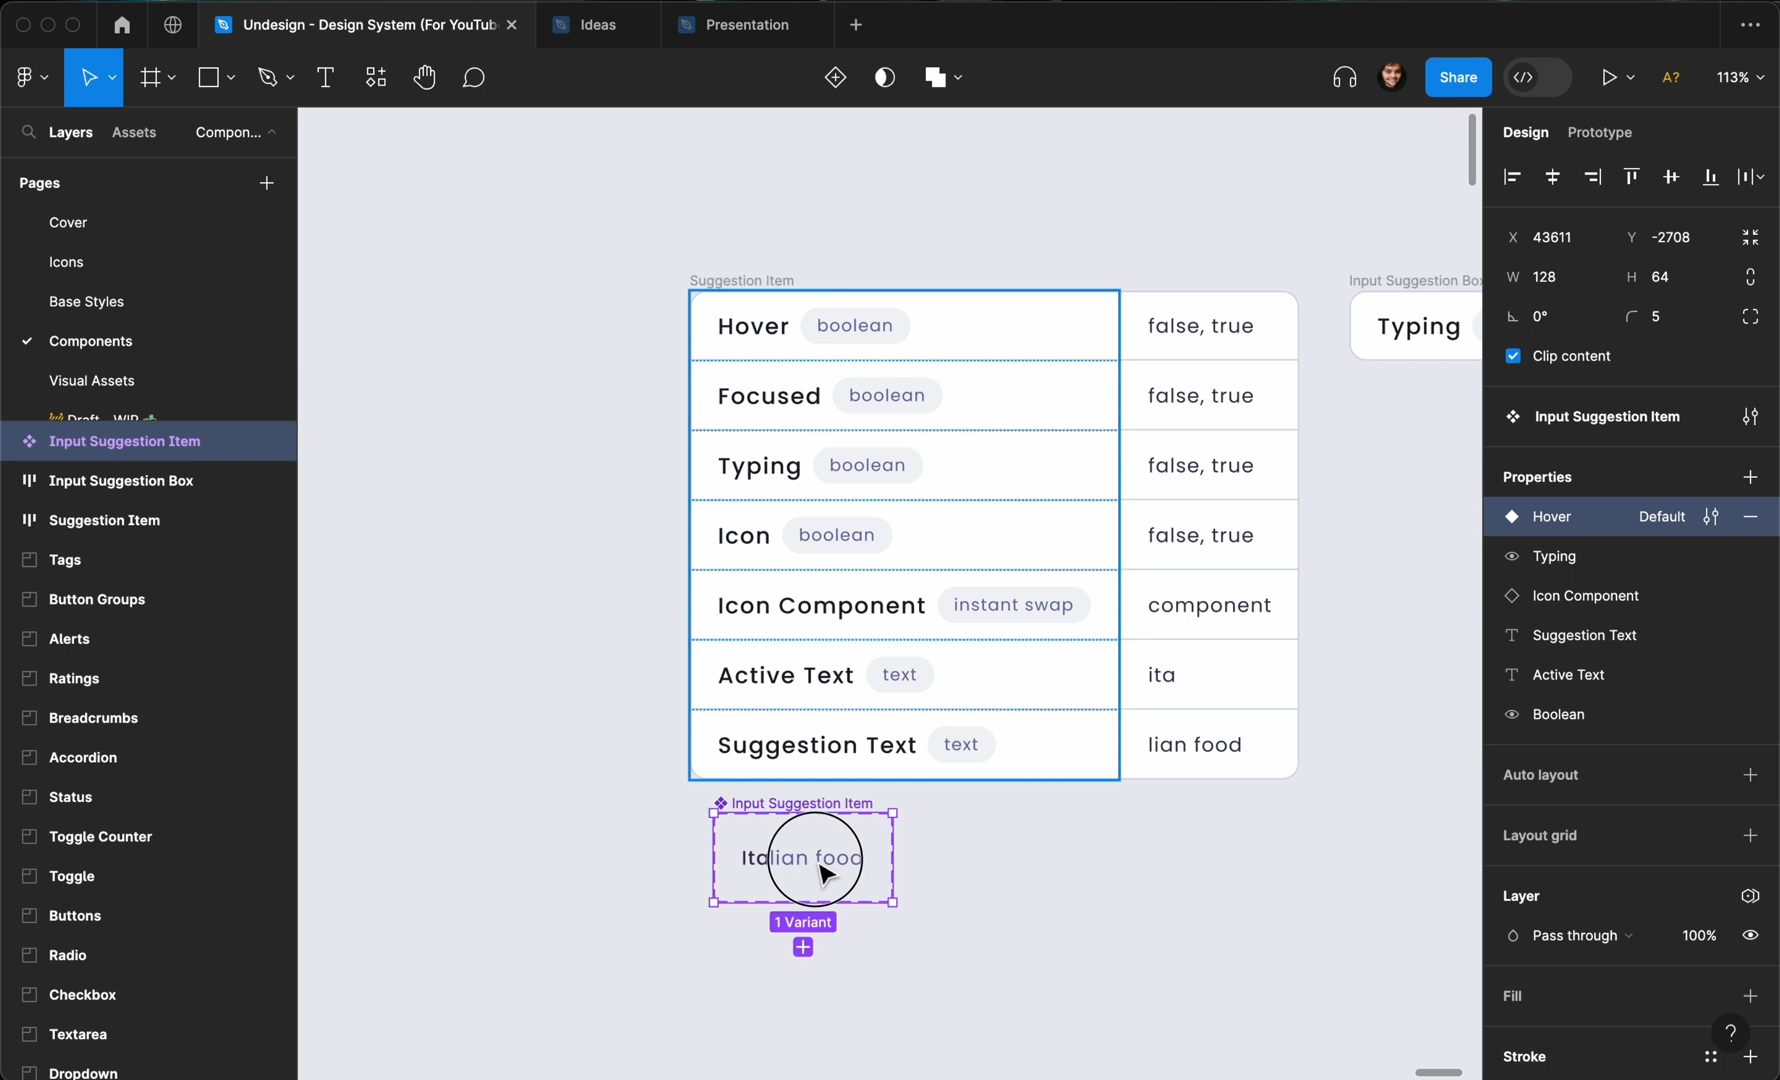 Undesign - Design System (For YouTub
Ideas
Presentation
Share
A?
113%
Layers
Assets
Compon...
Pages
Cover
Icons
Base Styles
Components
Visual Assets
Draft - WIP
Input Suggestion Item
Input Suggestion Box
Suggestion Item
Tags
Button Groups
Alerts
Ratings
Breadcrumbs
Accordion
Status
Toggle Counter
Toggle
Buttons
Radio
Checkbox
Textarea
Dropdown
Suggestion Item
Hover boolean false, true
Focused boolean false, true
Typing boolean false, true
Icon boolean false, true
Icon Component instant swap component
Active Text text ita
Suggestion Text text lian food
Input Suggestion Item
Italian food
1 Variant
Input Suggestion Box
Typing
Design
Prototype
X 43611 Y -2708
W 128 H 64
0° 5
Clip content
Input Suggestion Item
Properties
Hover Default
Typing
Icon Component
Suggestion Text
Active Text
Boolean
Auto layout
Layout grid
Layer
Pass through 100%
Fill
?
Stroke